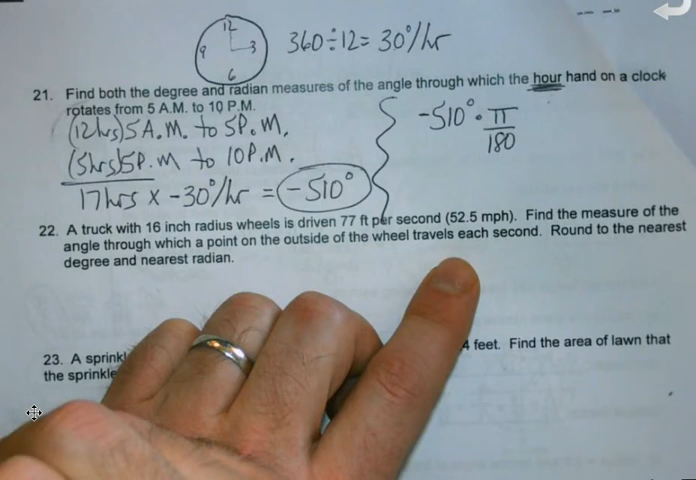 12
9 3
6
360÷12= 30°/hr
21. Find both the degree and radian measures of the angle through which the hour hand on a clock
rotates from 5 A.M. to 10 P.M.
(12hrs) 5 A.M. to 5 P.M.
(5hrs) 5 P.M to 10 P.M.
17hrs x -30°/hr = -510°
-510° · π
180
22. A truck with 16 inch radius wheels is driven 77 ft per second (52.5 mph). Find the measure of the
angle through which a point on the outside of the wheel travels each second. Round to the nearest
degree and nearest radian.
23. A sprinkl
4 feet. Find the area of lawn that
the sprinkle